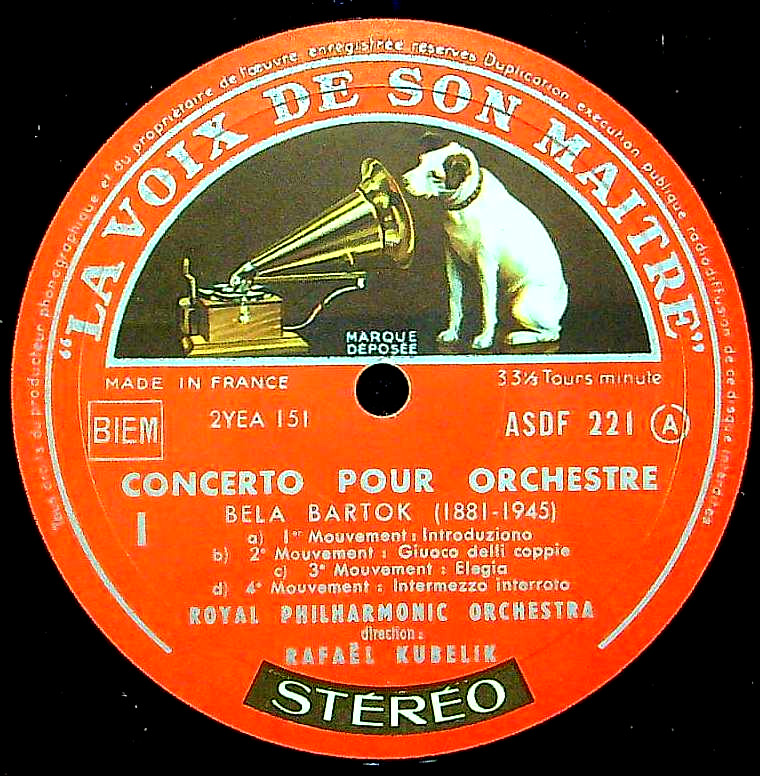 Tous droits du producteur phonographique et du propriétaire de l'œuvre enregistrée réservés Duplication exécution publique radiodiffusion de ce disque interdites
"LA VOIX DE SON MAITRE"
MARQUE
DÉPOSÉE
MADE IN FRANCE
33⅓ Tours minute
BIEM
2YEA 151
ASDF 221 A
CONCERTO POUR ORCHESTRE
I
BELA BARTOK (1881-1945)
a) 1er Mouvement : Introduziono
b) 2e Mouvement : Giuoco delli coppie
c) 3e Mouvement : Elegia
d) 4e Mouvement : Intermezzo interroto
ROYAL PHILHARMONIC ORCHESTRA
direction :
RAFAËL KUBELIK
STÉRÉO